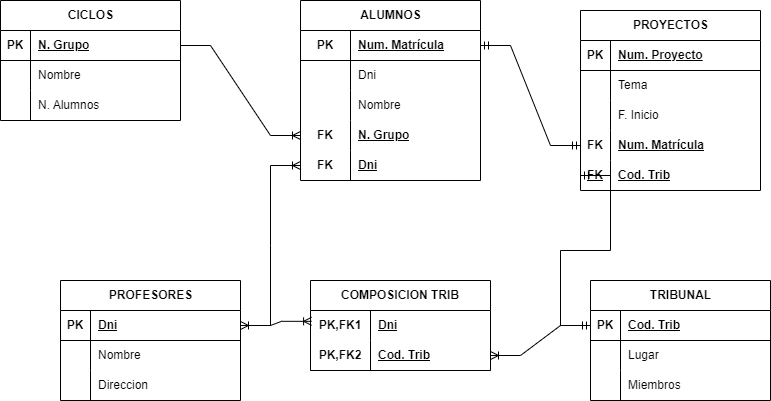 CICLOS
PK N. Grupo
Nombre
N. Alumnos
ALUMNOS
PK Num. Matrícula
Dni
Nombre
FK N. Grupo
FK Dni
PROYECTOS
PK Num. Proyecto
Tema
F. Inicio
FK Num. Matrícula
FK Cod. Trib
PROFESORES
PK Dni
Nombre
Direccion
COMPOSICION TRIB
PK,FK1 Dni
PK,FK2 Cod. Trib
TRIBUNAL
PK Cod. Trib
Lugar
Miembros